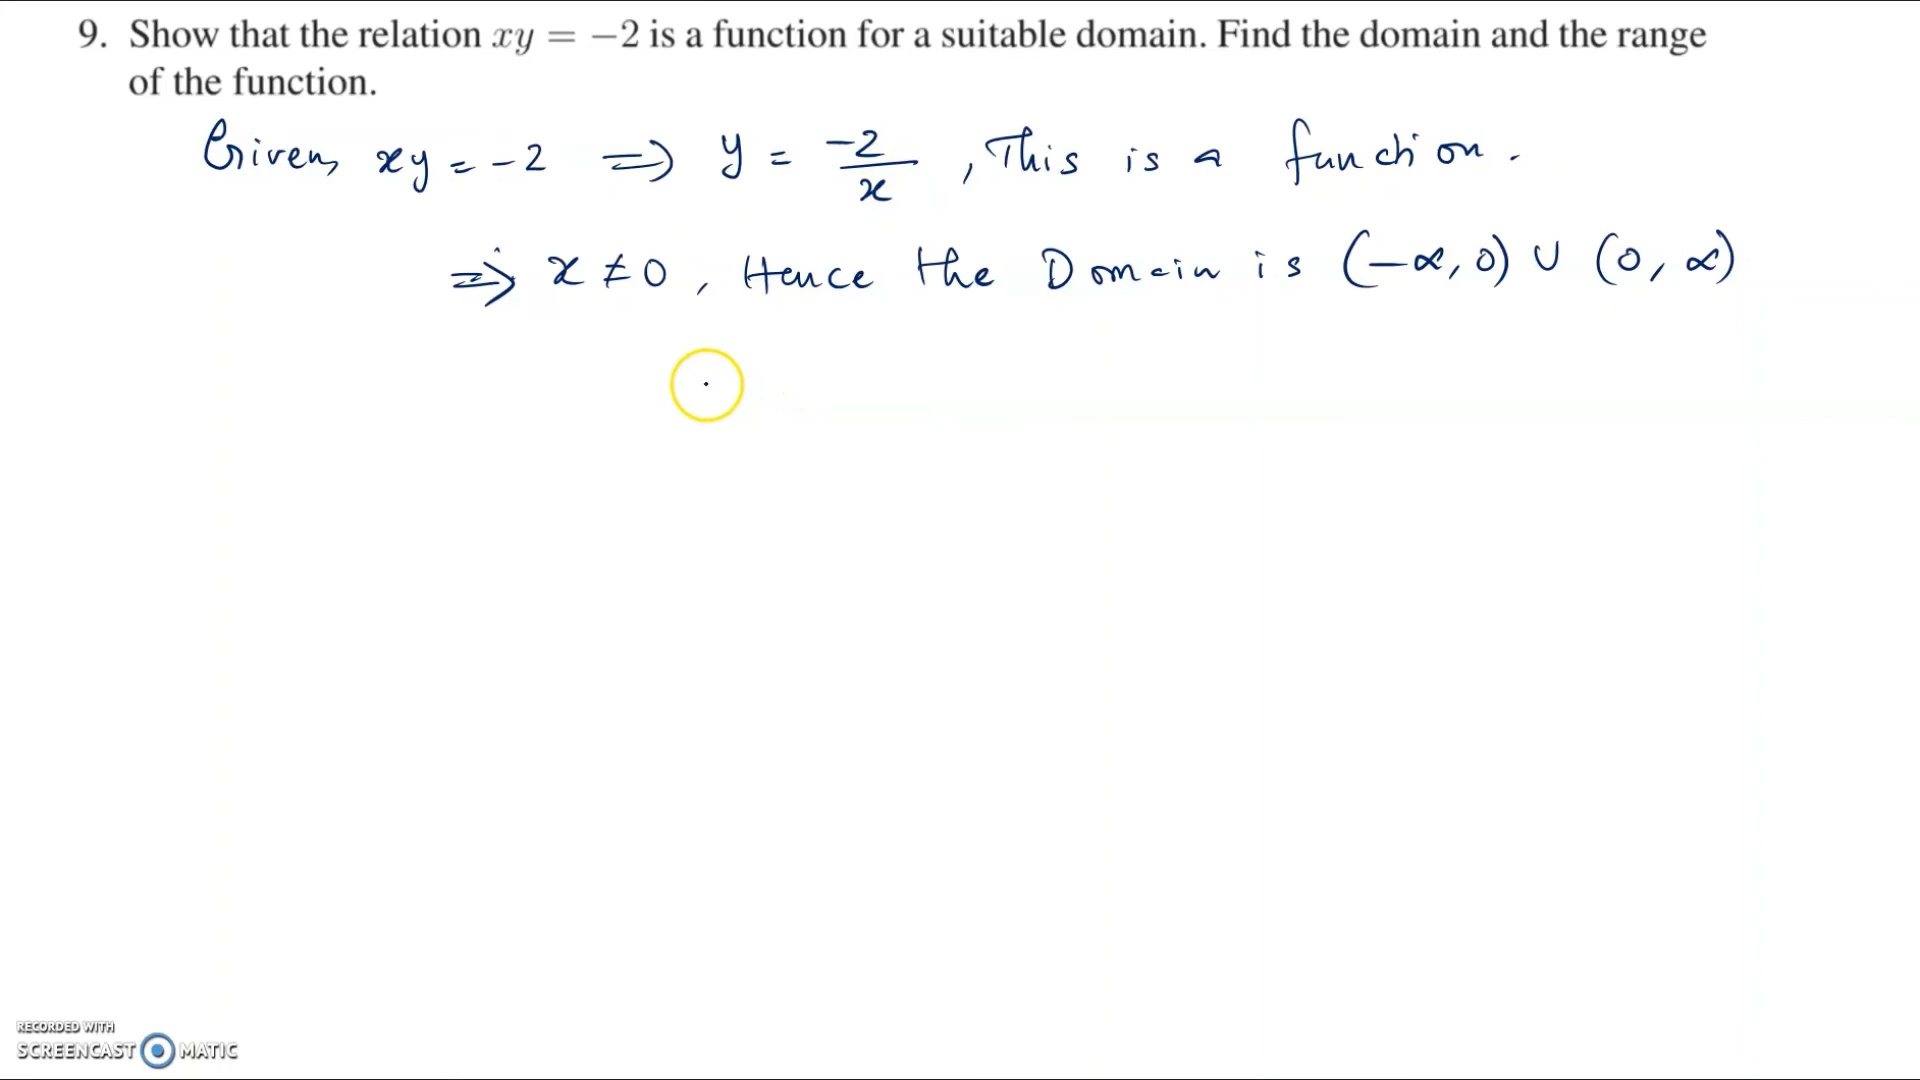 9. Show that the relation xy = −2 is a function for a suitable domain. Find the domain and the range
of the function.
Given, xy = -2 ⇒ y = -2/x , This is a function.
⇒ x ≠ 0 , Hence the Domain is (-∞, 0) ∪ (0, ∞)
RECORDED WITH
SCREENCAST MATIC